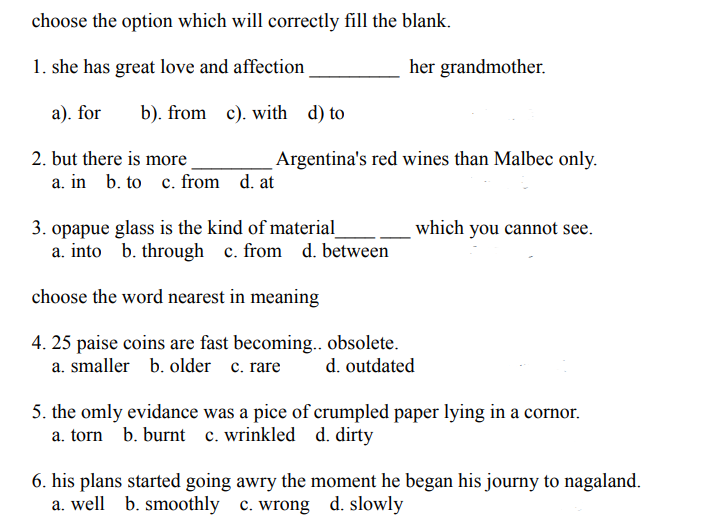 choose the option which will correctly fill the blank.
1. she has great love and affection __________ her grandmother.
a). for b). from c). with d) to
2. but there is more ________ Argentina's red wines than Malbec only.
a. in b. to c. from d. at
3. opapue glass is the kind of material____ ___ which you cannot see.
a. into b. through c. from d. between
choose the word nearest in meaning
4. 25 paise coins are fast becoming.. obsolete.
a. smaller b. older c. rare d. outdated
5. the omly evidance was a pice of crumpled paper lying in a cornor.
a. torn b. burnt c. wrinkled d. dirty
6. his plans started going awry the moment he began his journy to nagaland.
a. well b. smoothly c. wrong d. slowly